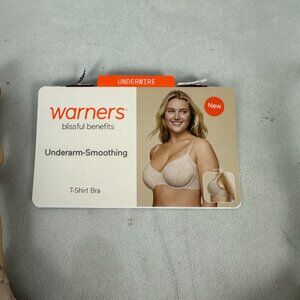 UNDERWIRE
warners
blissful benefits
New
Underarm-Smoothing
T-Shirt Bra